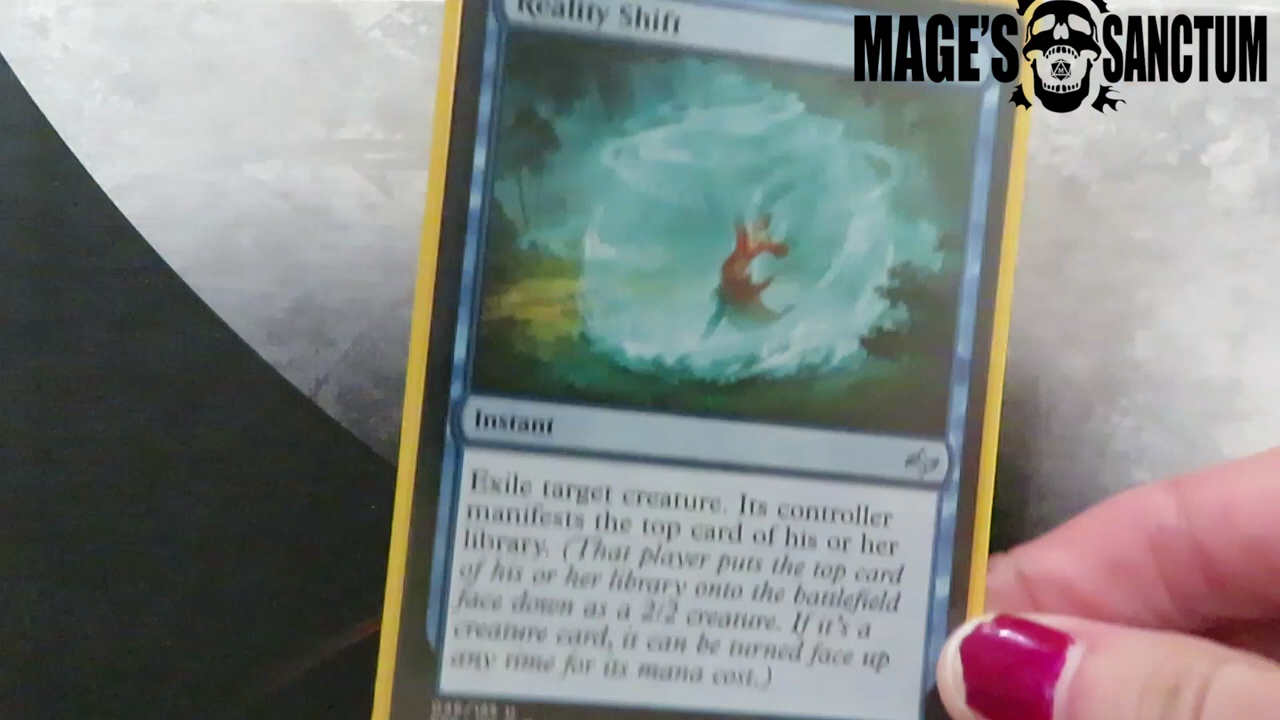 MAGE'S SANCTUM
Reality Shift
Instant
Exile target creature. Its controller
manifests the top card of his or her
library. (That player puts the top card
of his or her library onto the battlefield
face down as a 2/2 creature. If it's a
creature card, it can be turned face up
any time for its mana cost.)